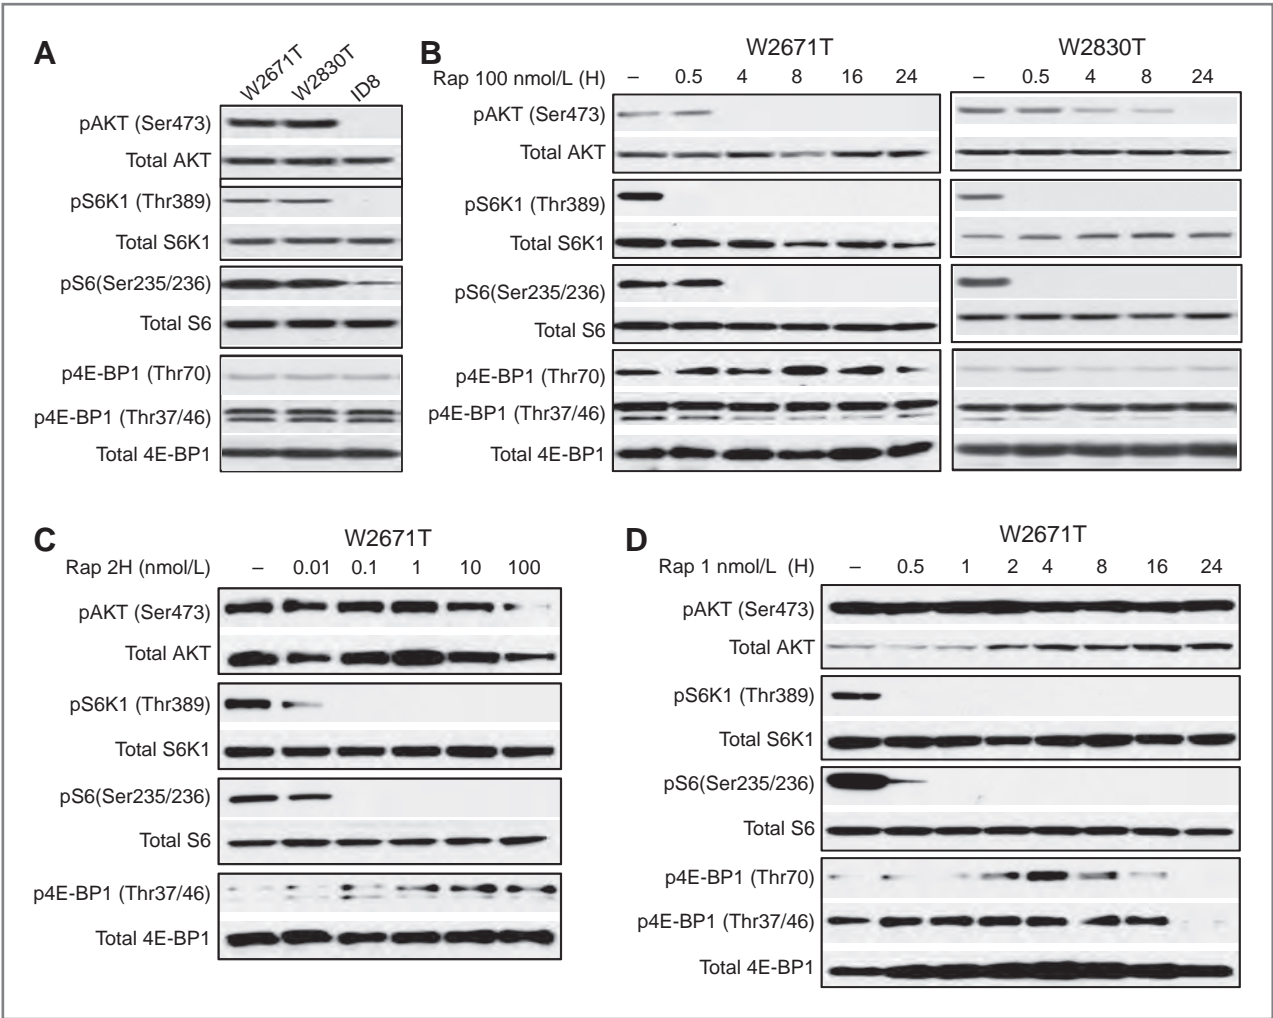 A
W2671T W2830T ID8
pAKT (Ser473)
Total AKT
pS6K1 (Thr389)
Total S6K1
pS6(Ser235/236)
Total S6
p4E-BP1 (Thr70)
p4E-BP1 (Thr37/46)
Total 4E-BP1
B
W2671T W2830T
Rap 100 nmol/L (H) – 0.5 4 8 16 24 – 0.5 4 8 24
pAKT (Ser473)
Total AKT
pS6K1 (Thr389)
Total S6K1
pS6(Ser235/236)
Total S6
p4E-BP1 (Thr70)
p4E-BP1 (Thr37/46)
Total 4E-BP1
C
W2671T
Rap 2H (nmol/L) – 0.01 0.1 1 10 100
pAKT (Ser473)
Total AKT
pS6K1 (Thr389)
Total S6K1
pS6(Ser235/236)
Total S6
p4E-BP1 (Thr37/46)
Total 4E-BP1
D
W2671T
Rap 1 nmol/L (H) – 0.5 1 2 4 8 16 24
pAKT (Ser473)
Total AKT
pS6K1 (Thr389)
Total S6K1
pS6(Ser235/236)
Total S6
p4E-BP1 (Thr70)
p4E-BP1 (Thr37/46)
Total 4E-BP1